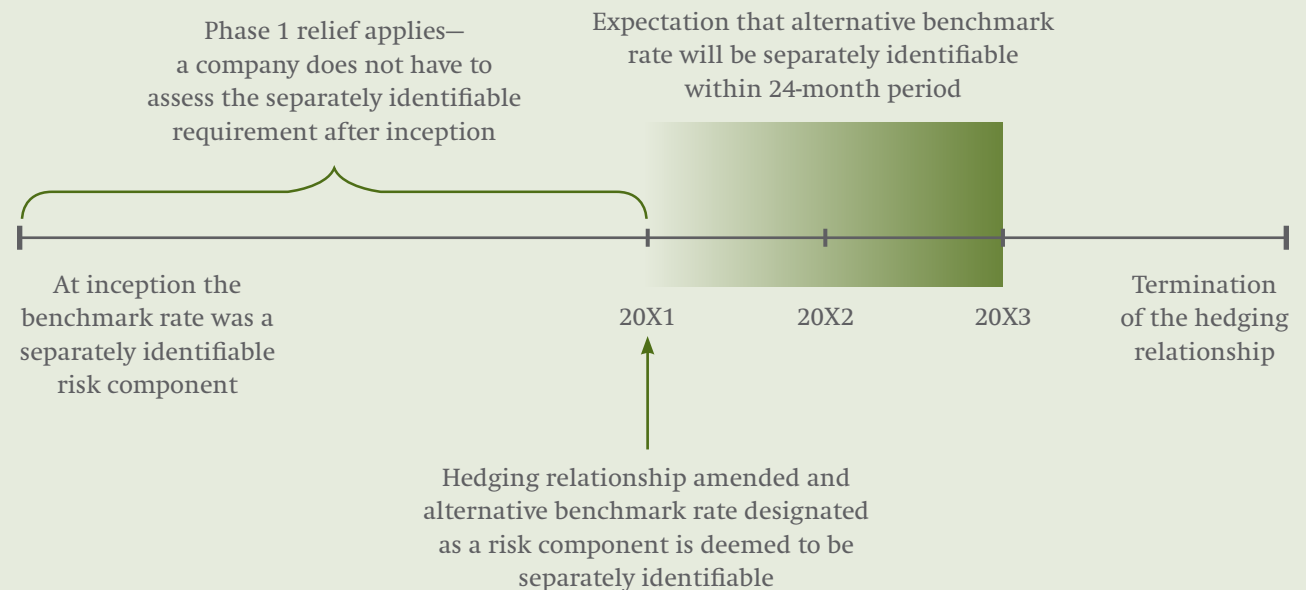 Phase 1 relief applies—
a company does not have to
assess the separately identifiable
requirement after inception
Expectation that alternative benchmark
rate will be separately identifiable
within 24-month period
At inception the
benchmark rate was a
separately identifiable
risk component
20X1
20X2
20X3
Termination
of the hedging
relationship
Hedging relationship amended and
alternative benchmark rate designated
as a risk component is deemed to be
separately identifiable